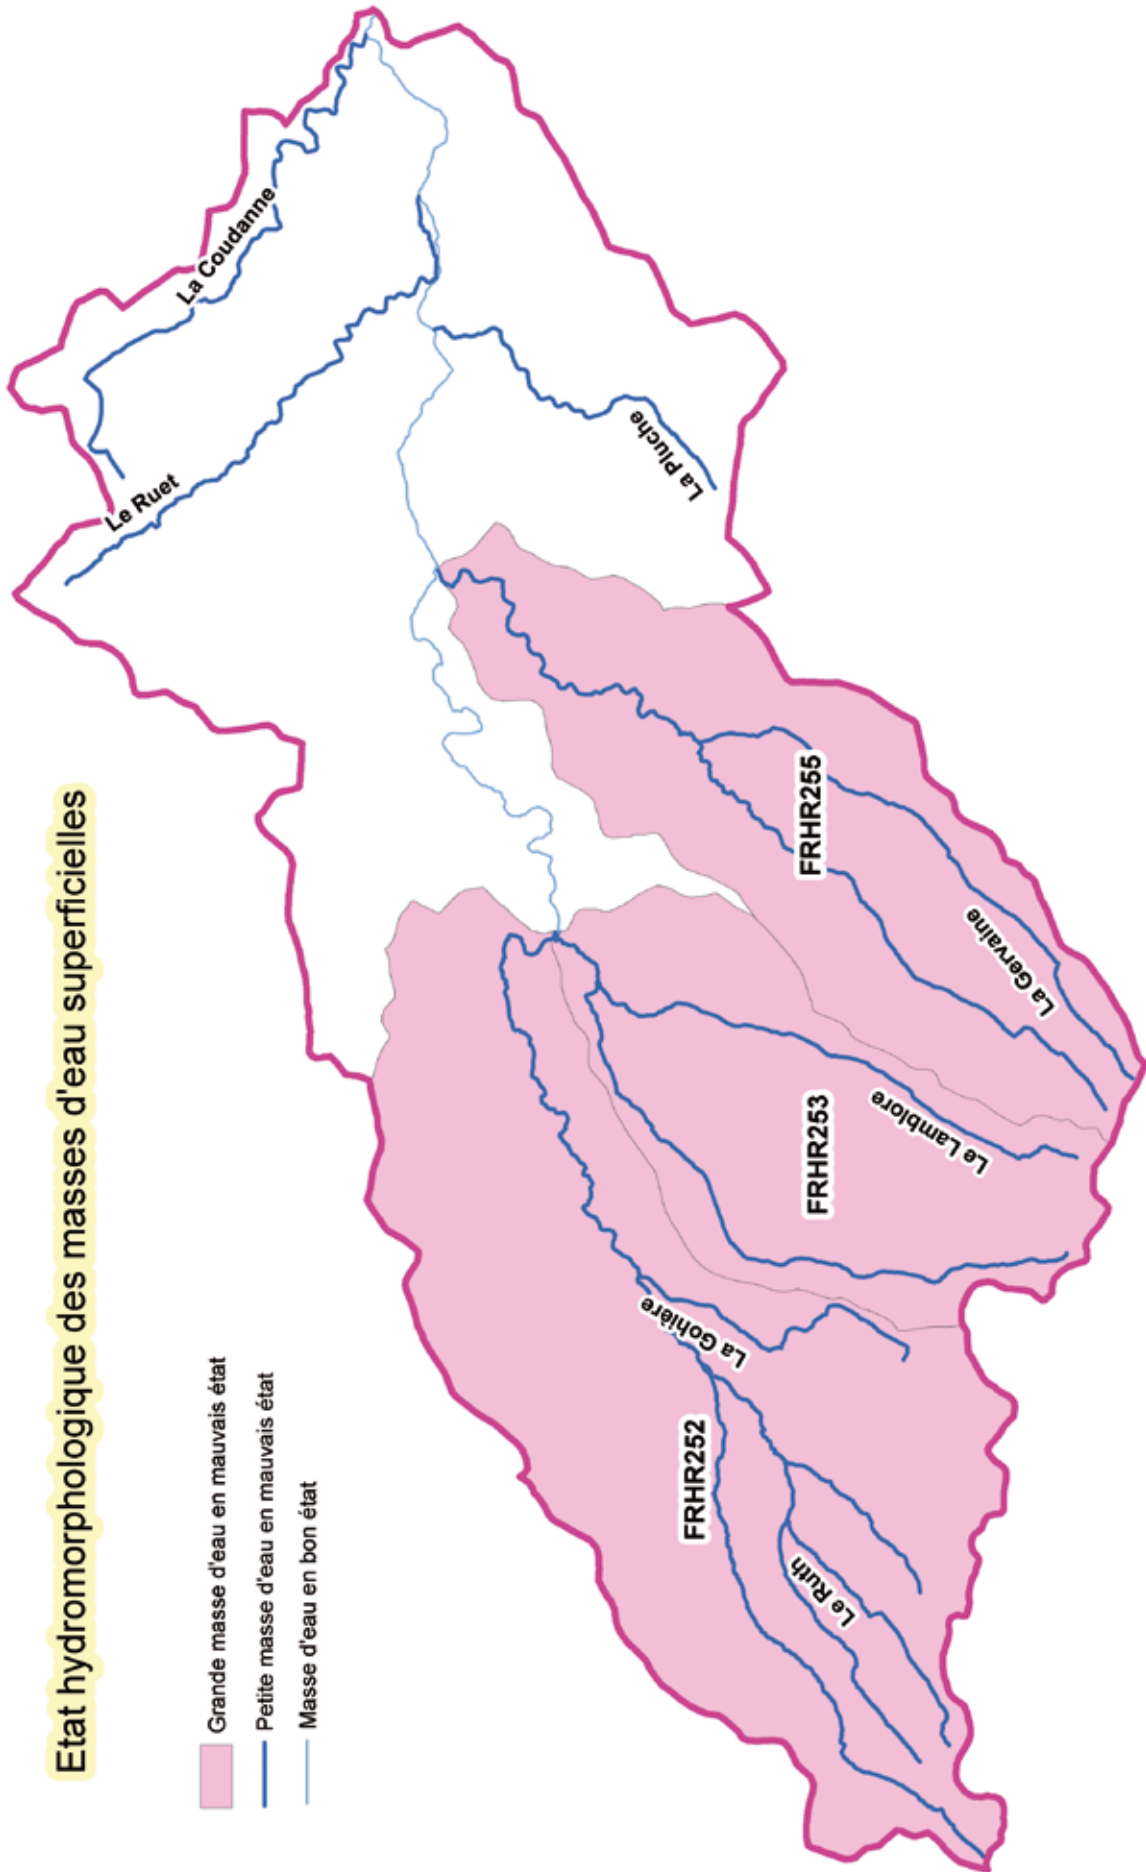 Etat hydromorphologique des masses d'eau superficielles
Grande masse d'eau en mauvais état
Petite masse d'eau en mauvais état
Masse d'eau en bon état
La Coudanne
Le Ruet
La Pluche
FRHR255
La Gervaine
FRHR253
Le Lamblore
La Gohière
FRHR252
Le Ruth